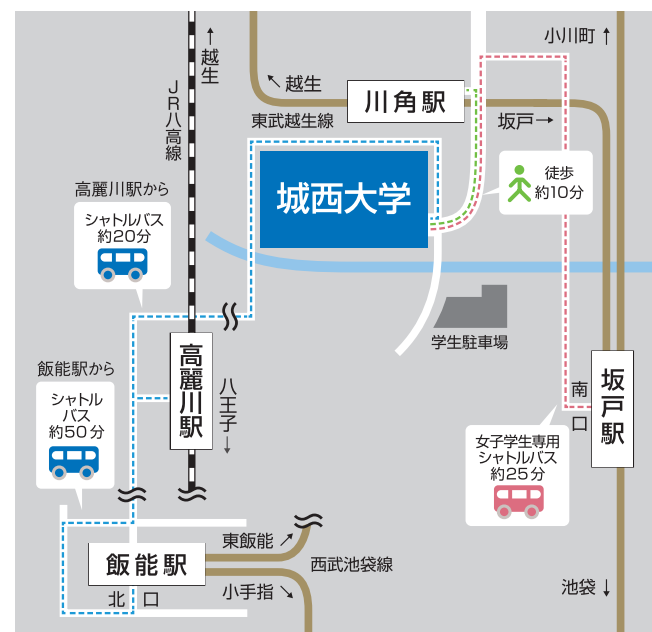 小川町
越生
越生
JR八高線
川角駅
東武越生線
坂戸
徒歩
約10分
城西大学
高麗川駅から
シャトルバス
約20分
学生駐車場
高麗川駅
八王子
飯能駅から
シャトル
バス
約50分
坂戸駅
南口
女子学生専用
シャトルバス
約25分
東飯能
飯能駅
西武池袋線
小手指
北口
池袋